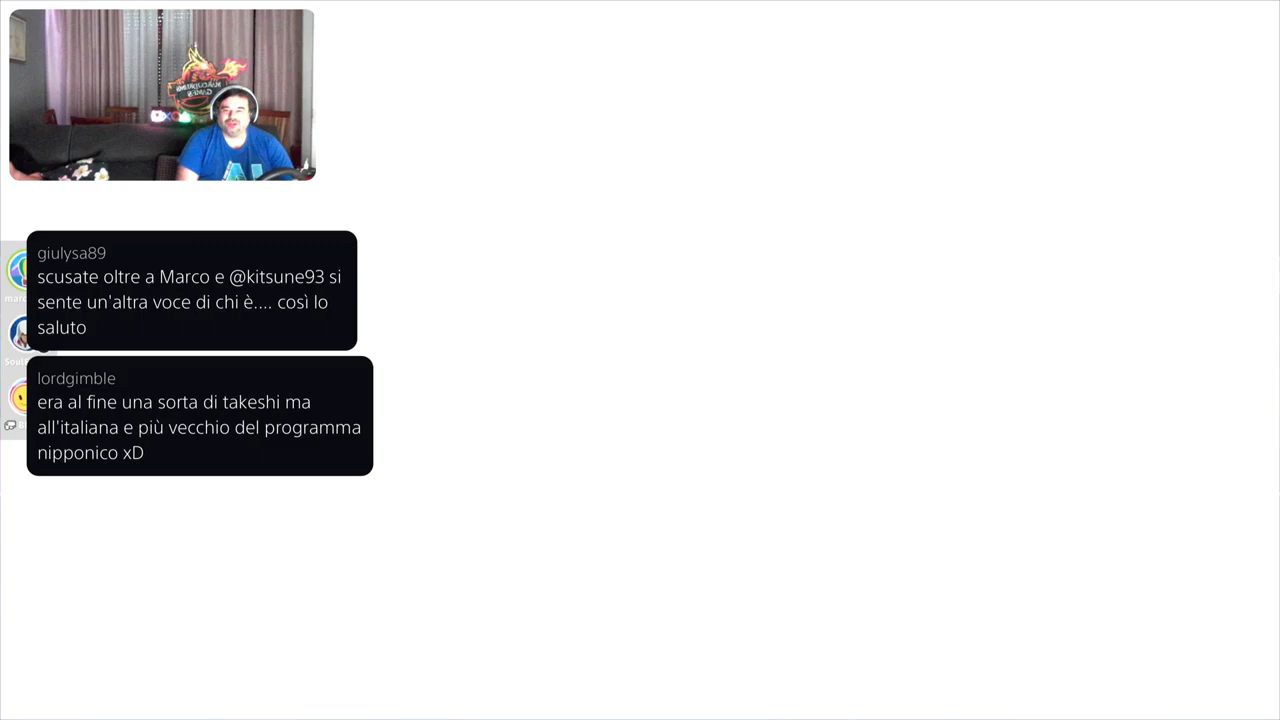 giulysa89
scusate oltre a Marco e @kitsune93 si
sente un'altra voce di chi è.... così lo
saluto
lordgimble
era al fine una sorta di takeshi ma
all'italiana e più vecchio del programma
nipponico xD